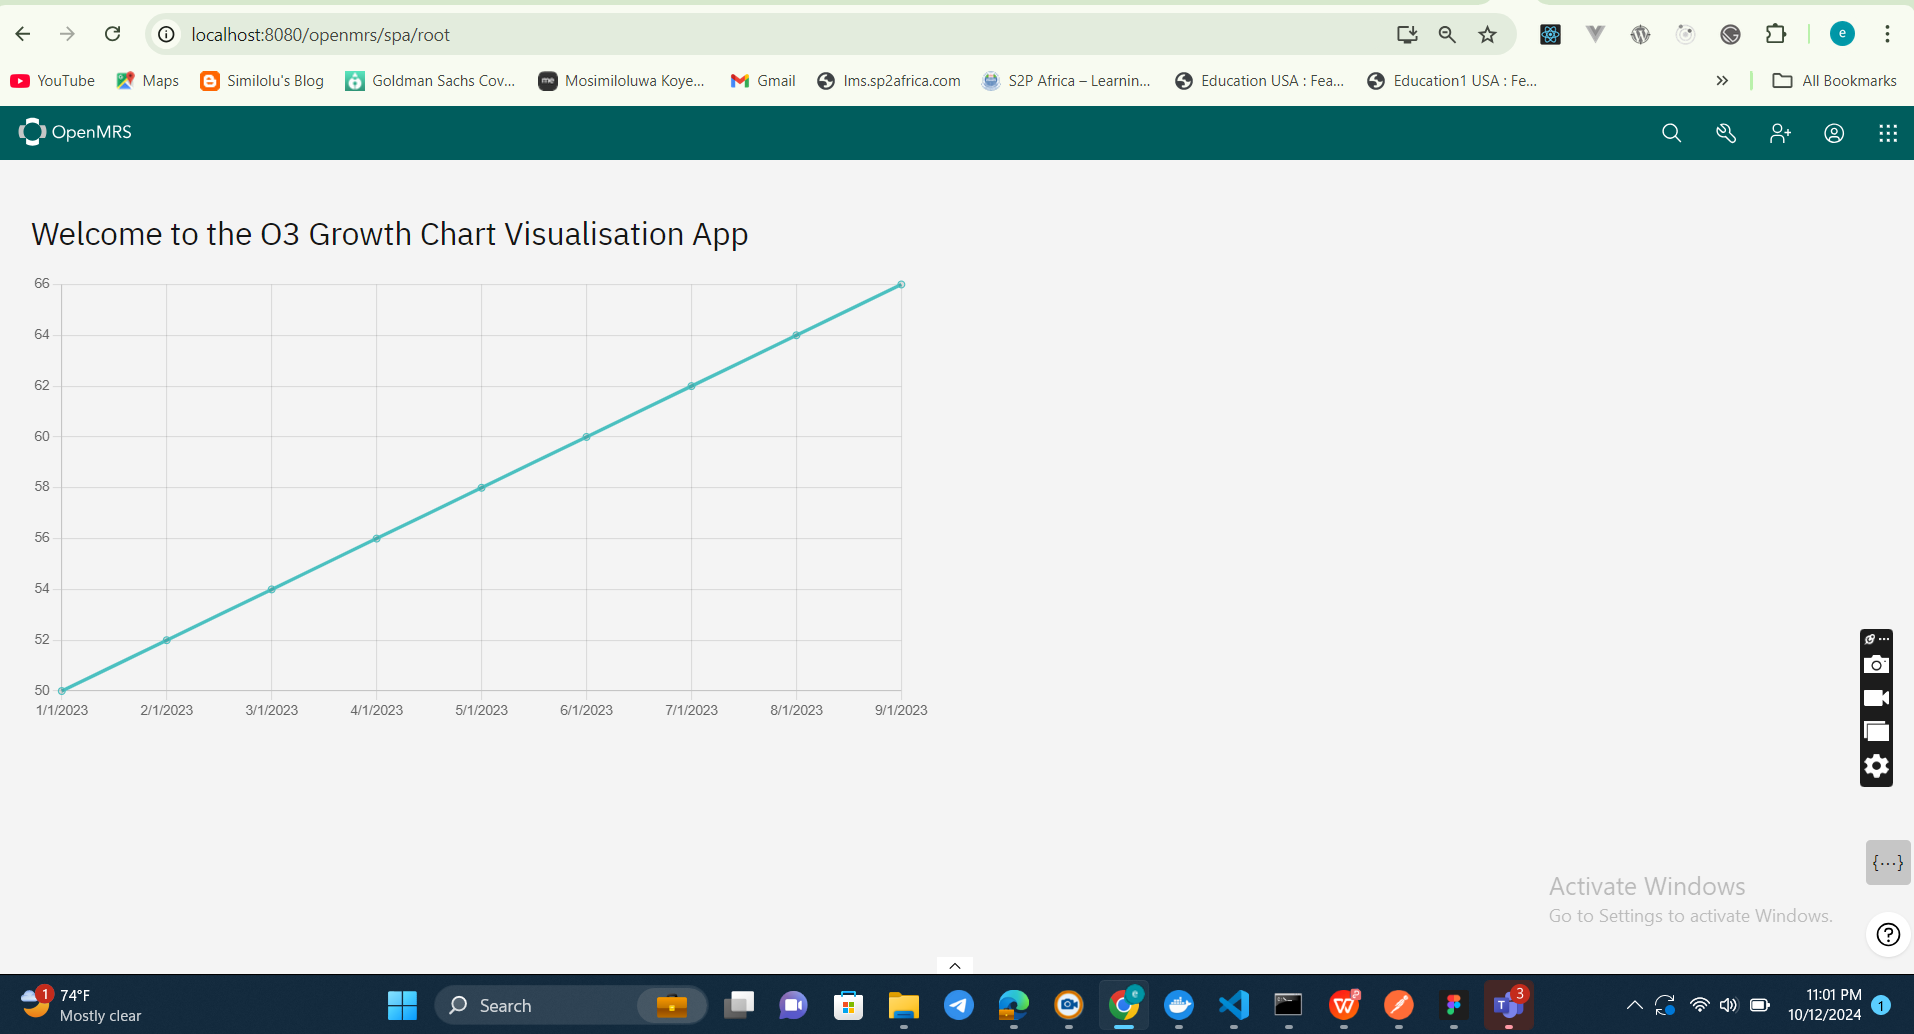 localhost:8080/openmrs/spa/root
e
YouTube
Maps
Similolu's Blog
Goldman Sachs Cov...
me
Mosimiloluwa Koye...
Gmail
lms.sp2africa.com
S2P Africa – Learnin...
Education USA : Fea...
Education1 USA : Fe...
All Bookmarks
OpenMRS
Welcome to the O3 Growth Chart Visualisation App
66
64
62
60
58
56
54
52
50
1/1/2023 2/1/2023 3/1/2023 4/1/2023 5/1/2023 6/1/2023 7/1/2023 8/1/2023 9/1/2023
{...}
Activate Windows
Go to Settings to activate Windows.
1
74°F
Mostly clear
Search
e
3
11:01 PM
10/12/2024
1